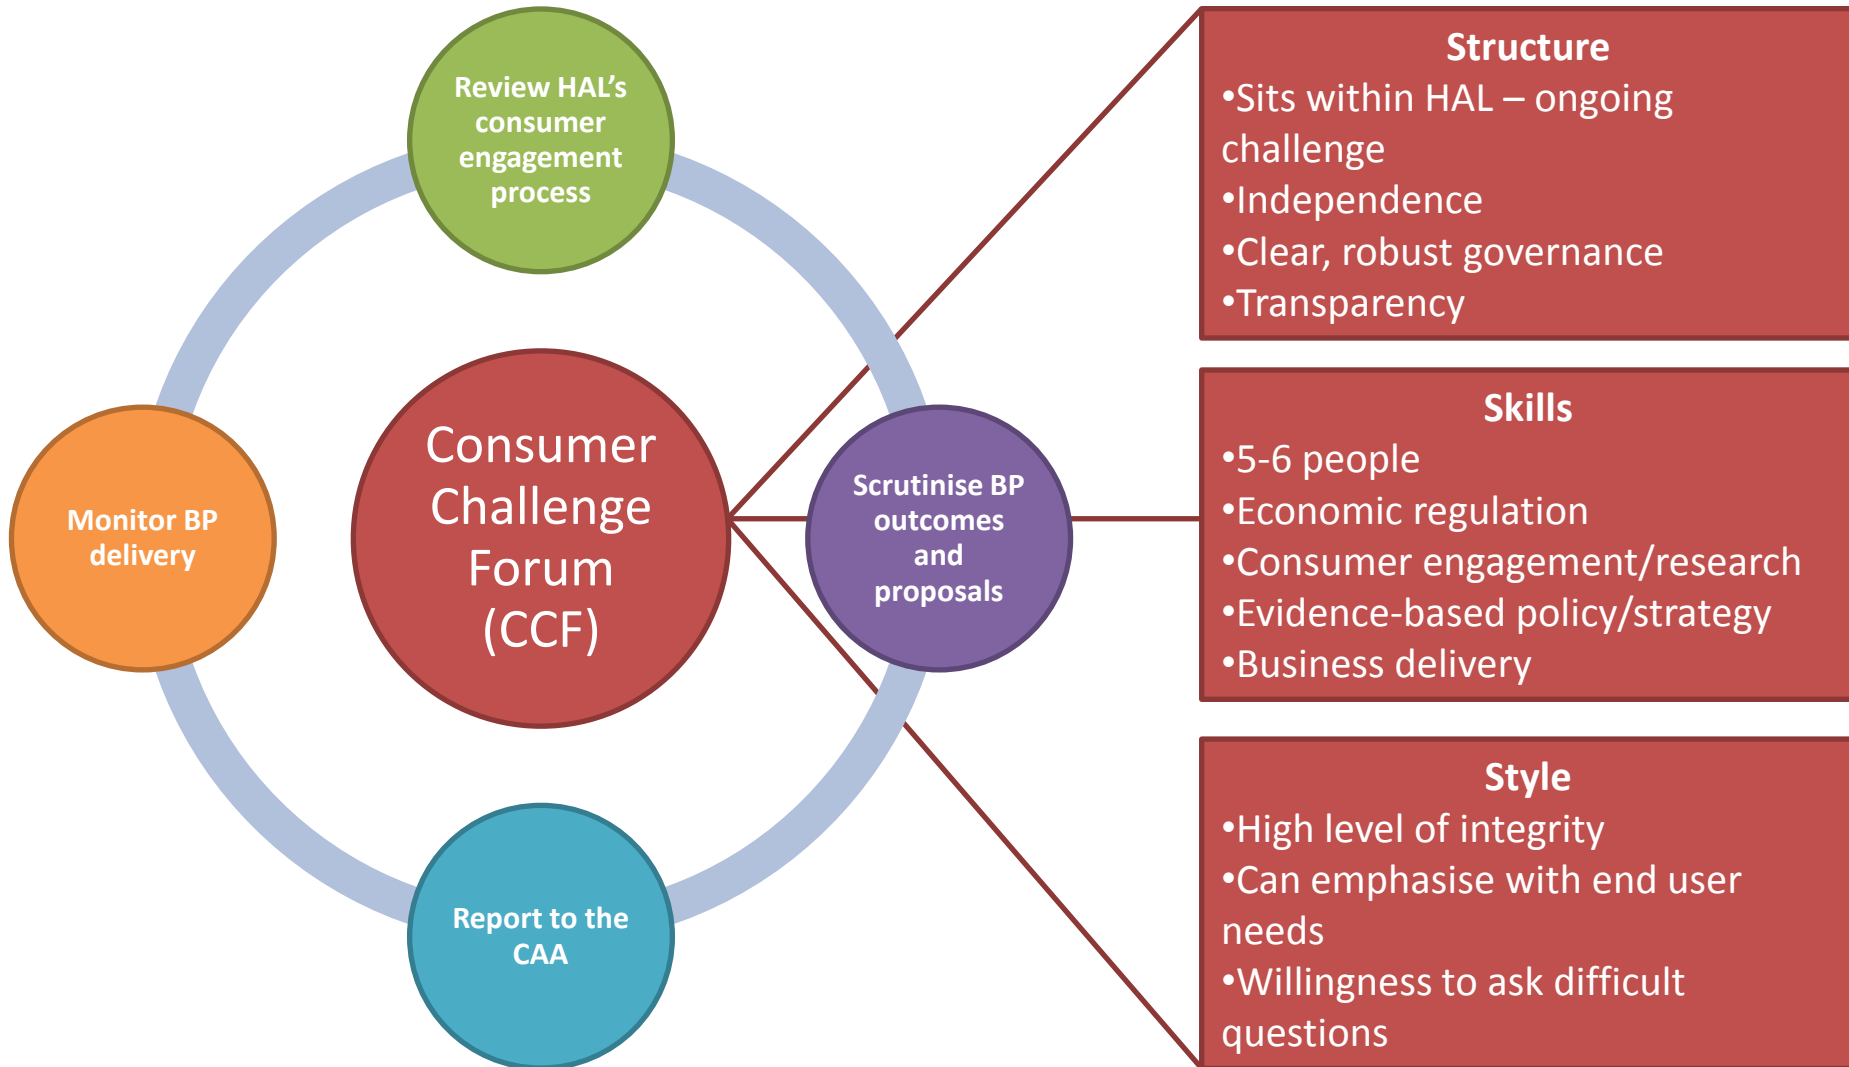 Review HAL’s
consumer
engagement
process
Consumer
Challenge
Forum
(CCF)
Monitor BP
delivery
Scrutinise BP
outcomes
and
proposals
Report to the
CAA
Structure
•Sits within HAL – ongoing
challenge
•Independence
•Clear, robust governance
•Transparency
Skills
•5-6 people
•Economic regulation
•Consumer engagement/research
•Evidence-based policy/strategy
•Business delivery
Style
•High level of integrity
•Can emphasise with end user
needs
•Willingness to ask difficult
questions